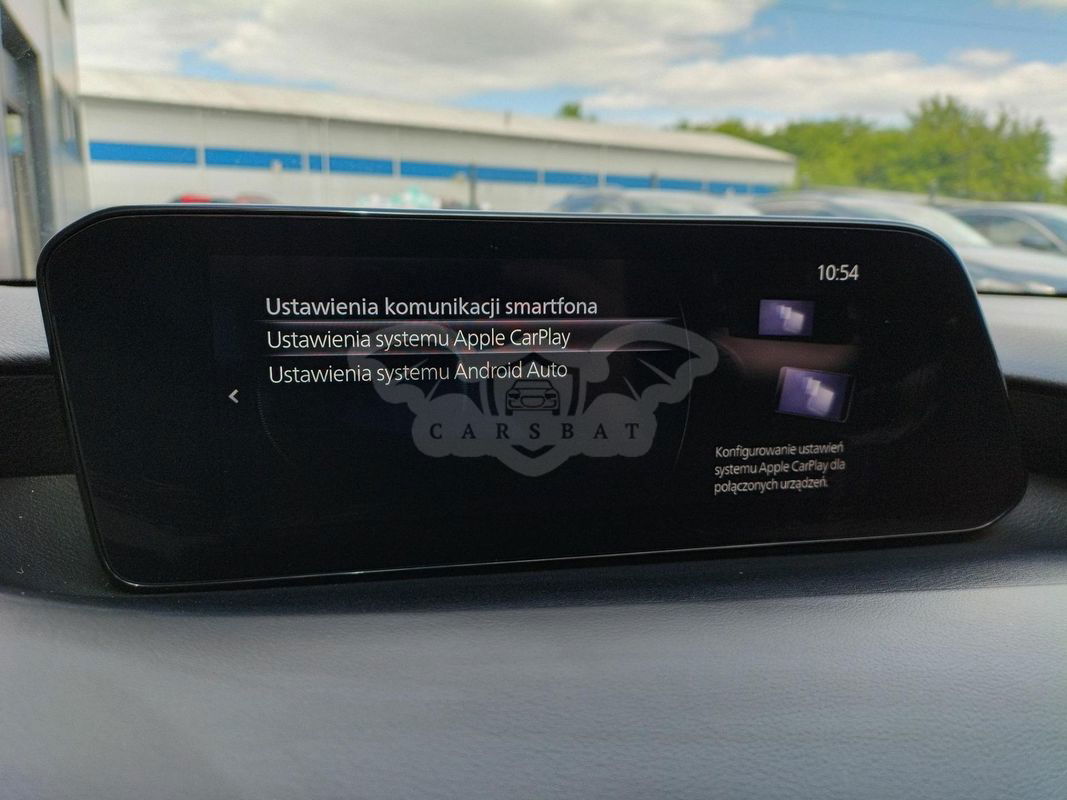 10:54
Ustawienia komunikacji smartfona
Ustawienia systemu Apple CarPlay
Ustawienia systemu Android Auto
CARSBAT
Konfigurowanie ustawień
systemu Apple CarPlay dla
połączonych urządzeń.